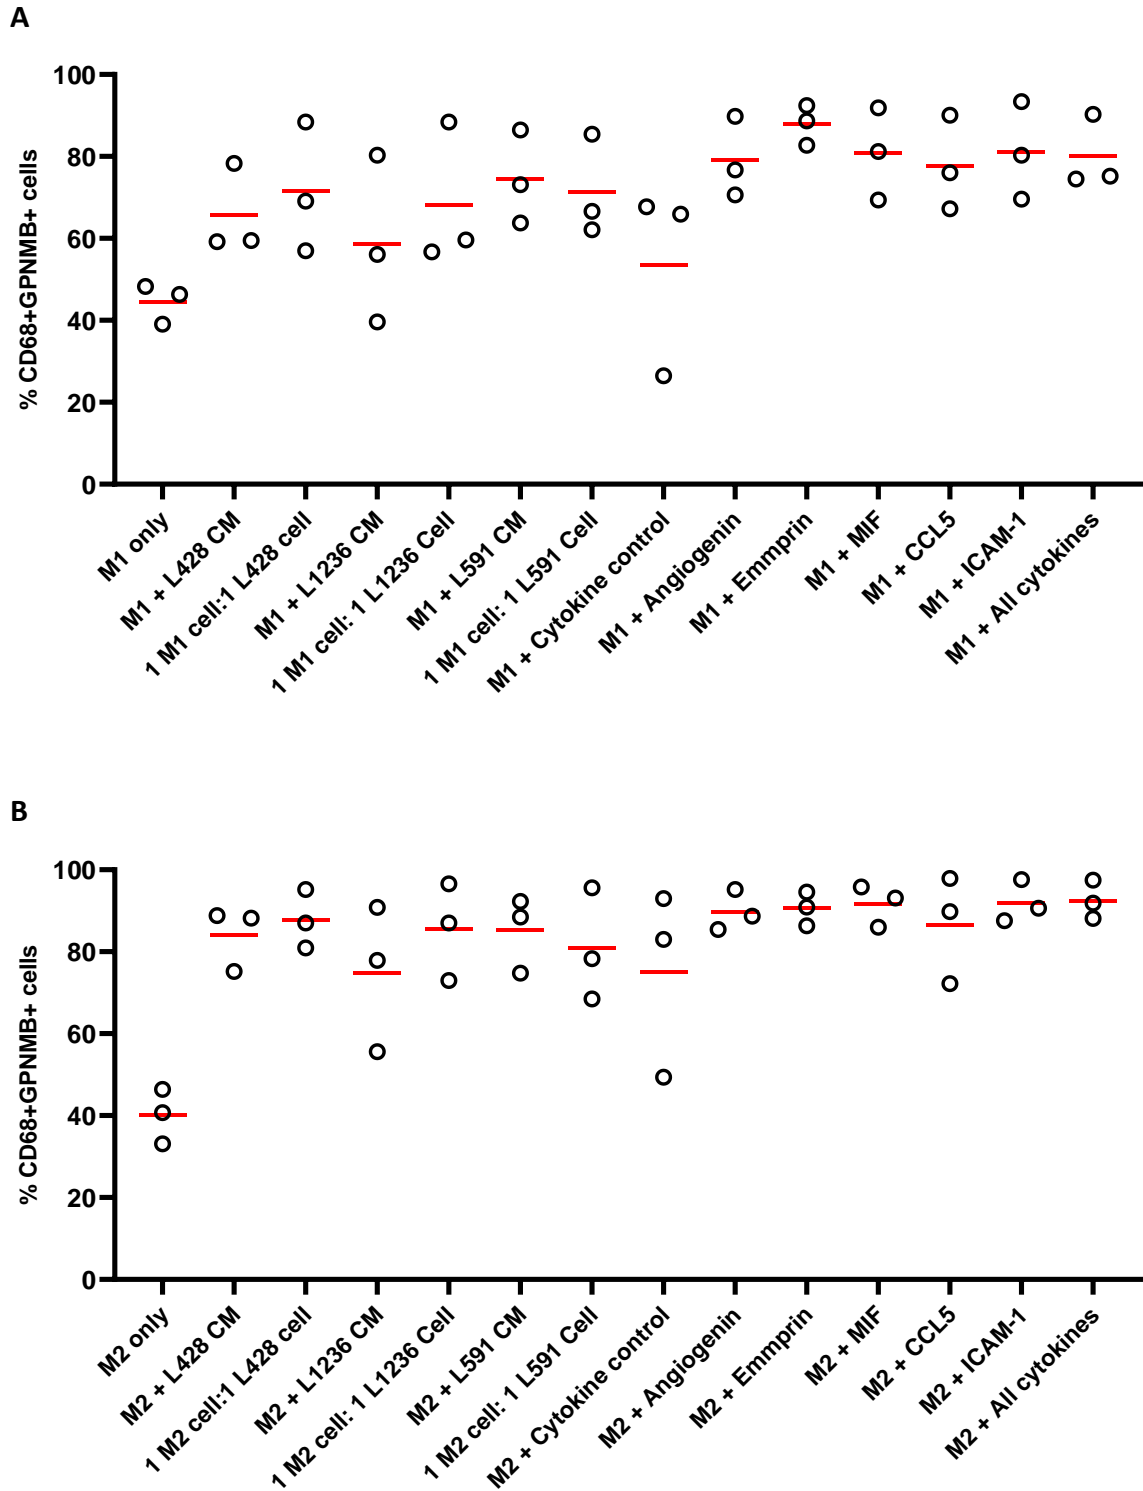 A
% CD68+GPNMB+ cells
100
80
60
40
20
0
M1 only
M1 + L428 CM
1 M1 cell:1 L428 cell
M1 + L1236 CM
1 M1 cell: 1 L1236 Cell
M1 + L591 CM
1 M1 cell: 1 L591 Cell
M1 + Cytokine control
M1 + Angiogenin
M1 + Emmprin
M1 + MIF
M1 + CCL5
M1 + ICAM-1
M1 + All cytokines
B
% CD68+GPNMB+ cells
100
80
60
40
20
0
M2 only
M2 + L428 CM
1 M2 cell:1 L428 cell
M2 + L1236 CM
1 M2 cell: 1 L1236 Cell
M2 + L591 CM
1 M2 cell: 1 L591 Cell
M2 + Cytokine control
M2 + Angiogenin
M2 + Emmprin
M2 + MIF
M2 + CCL5
M2 + ICAM-1
M2 + All cytokines